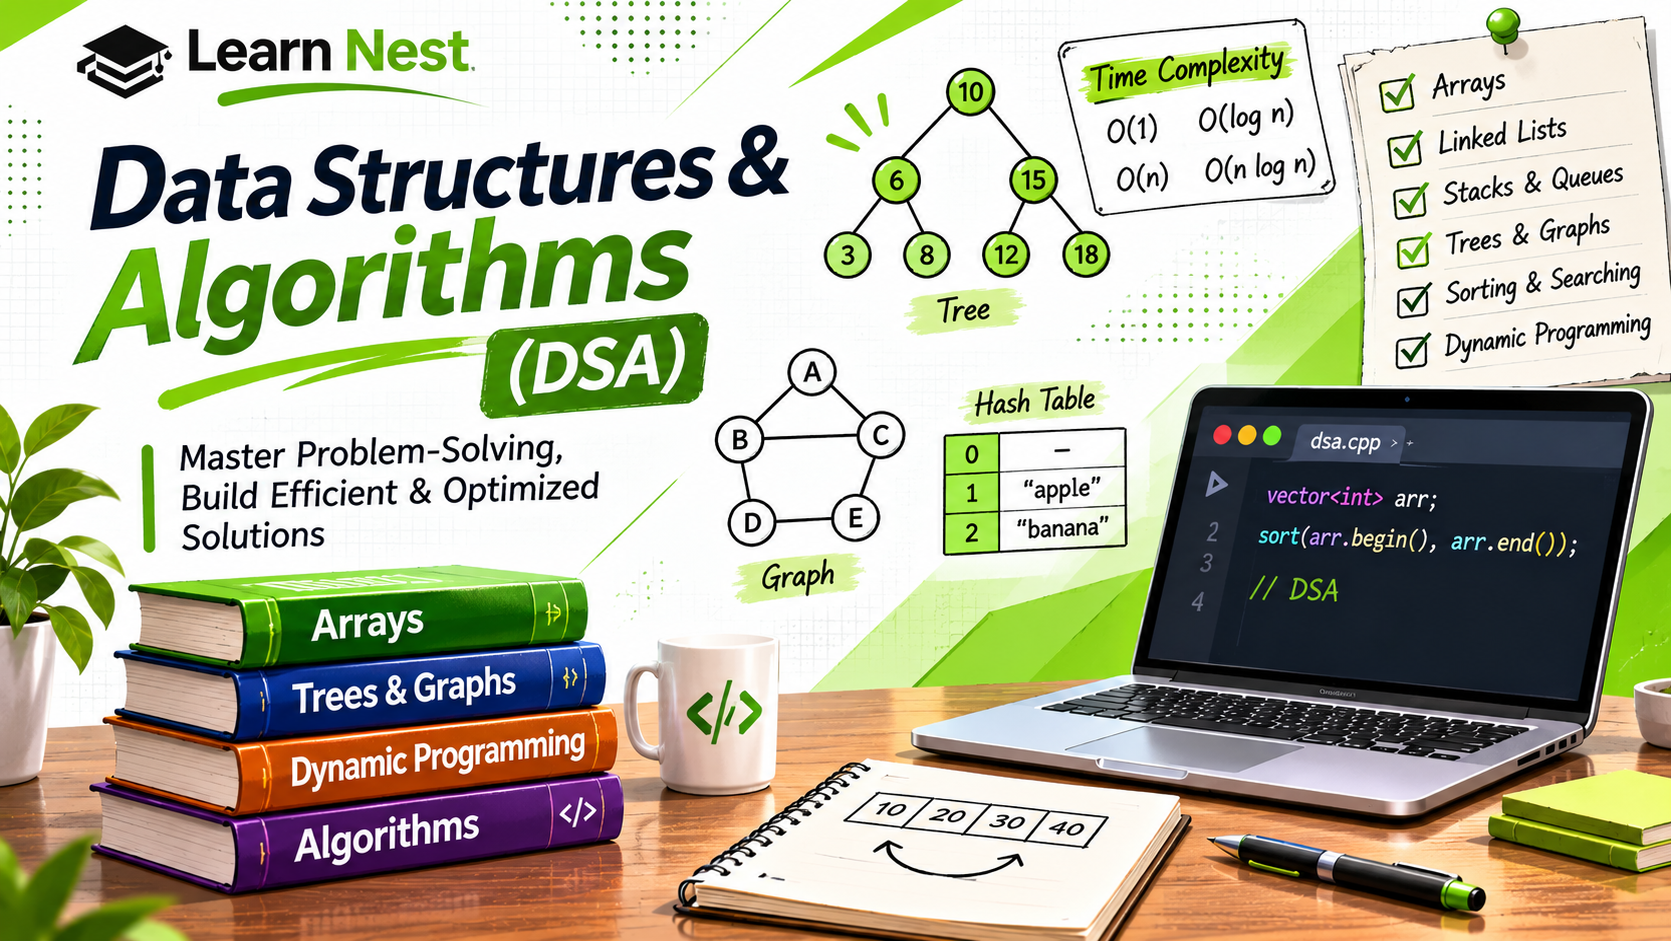 Learn Nest
Data Structures &
Algorithms
(DSA)
Master Problem-Solving,
Build Efficient & Optimized
Solutions
10
6 15
3 8 12 18
Tree
Time Complexity
O(1) O(log n)
O(n) O(n log n)
Arrays
Linked Lists
Stacks & Queues
Trees & Graphs
Sorting & Searching
Dynamic Programming
A
B C
D E
Graph
Hash Table
0 –
1 “apple”
2 “banana”
dsa.cpp > +
vector<int> arr;
2 sort(arr.begin(), arr.end());
3
4 // DSA
Arrays
Trees & Graphs
Dynamic Programming
Algorithms </>
</>
10 20 30 40